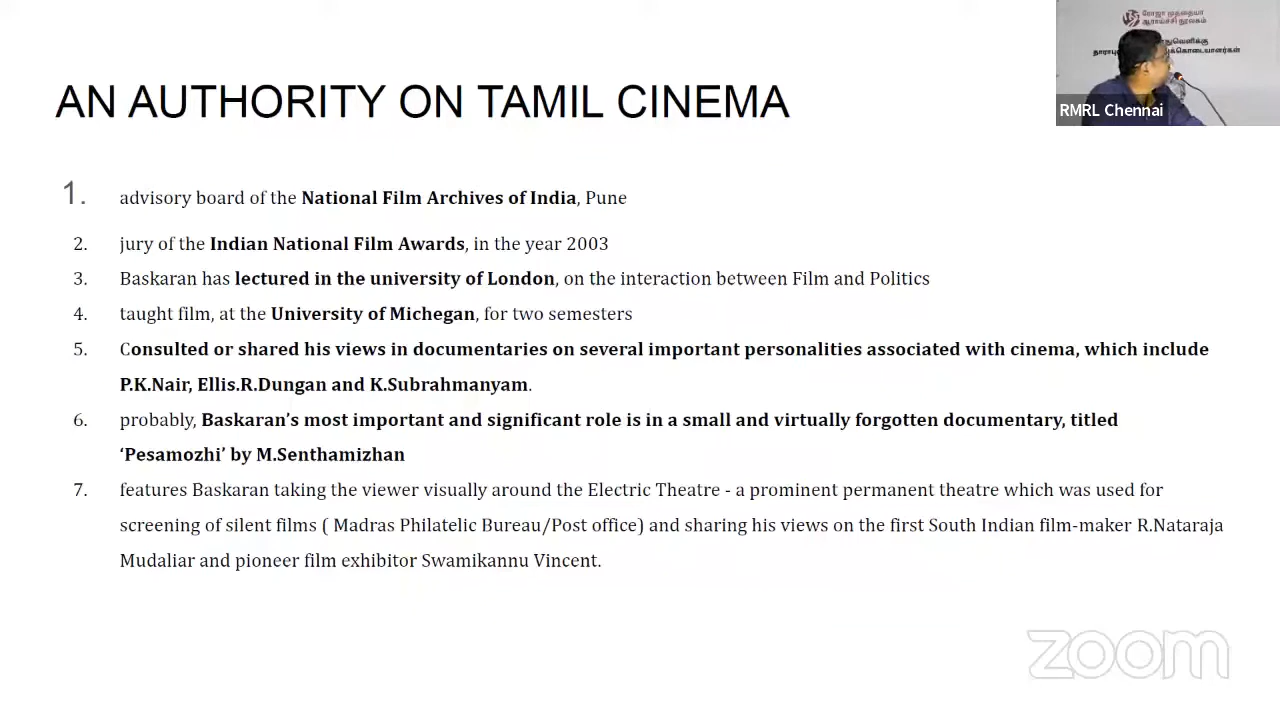 AN AUTHORITY ON TAMIL CINEMA
ரோஜா முத்தையா
ஆராய்ச்சி நூலகம்
RMRL Chennai
1. advisory board of the National Film Archives of India, Pune
2. jury of the Indian National Film Awards, in the year 2003
3. Baskaran has lectured in the university of London, on the interaction between Film and Politics
4. taught film, at the University of Michegan, for two semesters
5. Consulted or shared his views in documentaries on several important personalities associated with cinema, which include
P.K.Nair, Ellis.R.Dungan and K.Subrahmanyam.
6. probably, Baskaran’s most important and significant role is in a small and virtually forgotten documentary, titled
‘Pesamozhi’ by M.Senthamizhan
7. features Baskaran taking the viewer visually around the Electric Theatre - a prominent permanent theatre which was used for
screening of silent films ( Madras Philatelic Bureau/Post office) and sharing his views on the first South Indian film-maker R.Nataraja
Mudaliar and pioneer film exhibitor Swamikannu Vincent.
zoom